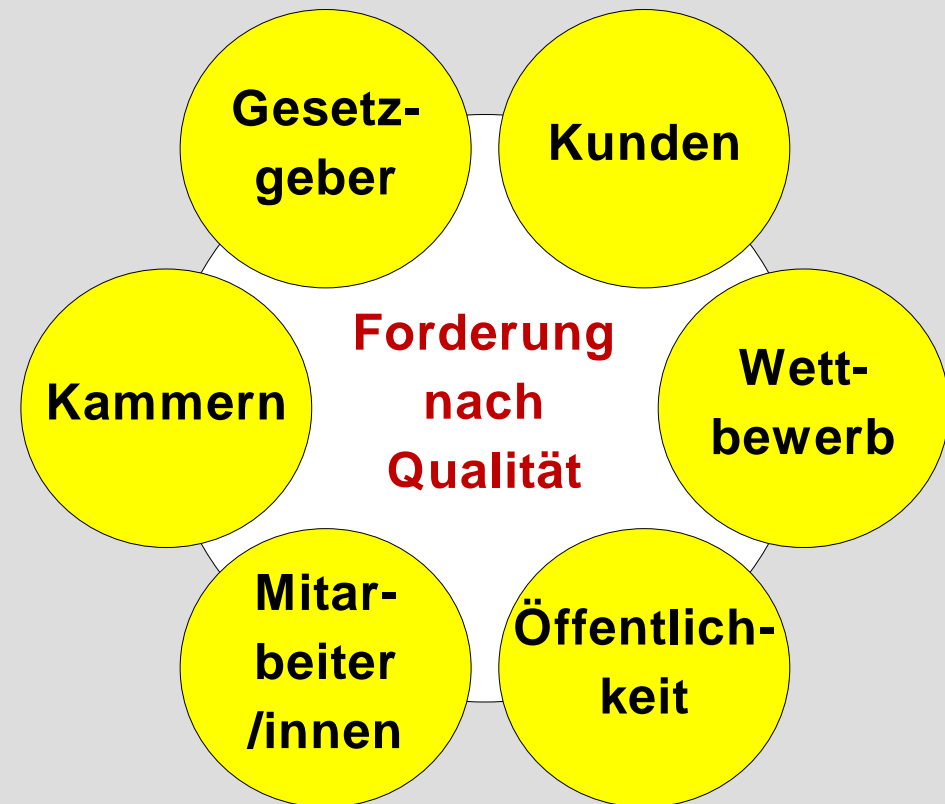 Gesetz-
geber
Kunden
Forderung
nach
Qualität
Kammern
Wett-
bewerb
Mitar-
beiter
/innen
Öffentlich-
keit